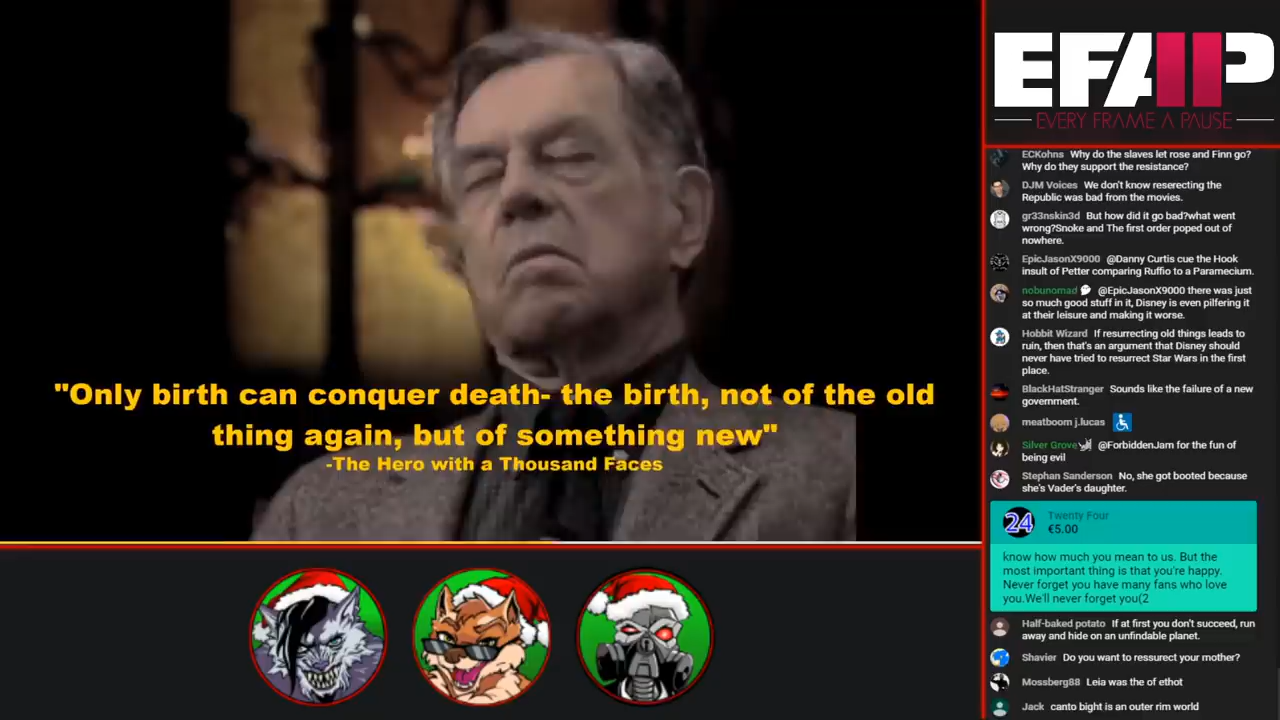 "Only birth can conquer death- the birth, not of the old
thing again, but of something new"
-The Hero with a Thousand Faces
EFAP
EVERY FRAME A PAUSE
ECKohns Why do the slaves let rose and Finn go?
Why do they support the resistance?
DJM Voices We don't know reserecting the
Republic was bad from the movies.
gr33nskin3d But how did it go bad?what went
wrong?Snoke and The first order poped out of
nowhere.
EpicJasonX9000 @Danny Curtis cue the Hook
insult of Petter comparing Ruffio to a Paramecium.
nobunomad @EpicJasonX9000 there was just
so much good stuff in it, Disney is even pilfering it
at their leisure and making it worse.
Hobbit Wizard If resurrecting old things leads to
ruin, then that's an argument that Disney should
never have tried to resurrect Star Wars in the first
place.
BlackHatStranger Sounds like the failure of a new
government.
meatboom j.lucas
Silver Grove @ForbiddenJam for the fun of
being evil
Stephan Sanderson No, she got booted because
she's Vader's daughter.
24
Twenty Four
€5.00
know how much you mean to us. But the
most important thing is that you're happy.
Never forget you have many fans who love
you.We'll never forget you(2
Half-baked potato If at first you don't succeed, run
away and hide on an unfindable planet.
Shavier Do you want to ressurect your mother?
Mossberg88 Leia was the of ethot
Jack canto bight is an outer rim world